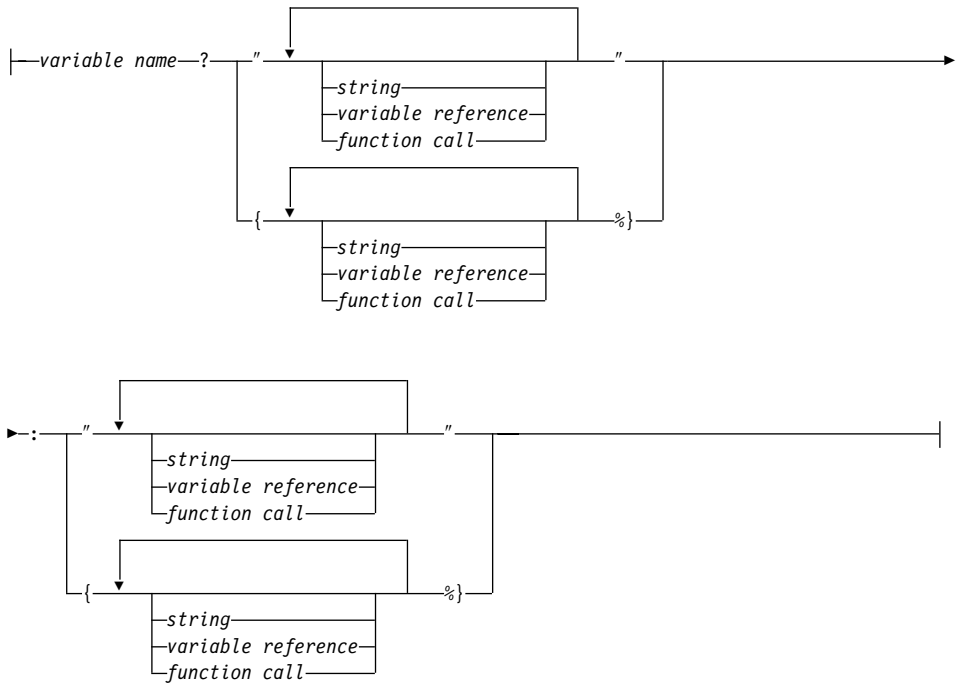 variable name ? " "
string
variable reference
function call
{ %}
string
variable reference
function call
: " "
string
variable reference
function call
{ %}
string
variable reference
function call